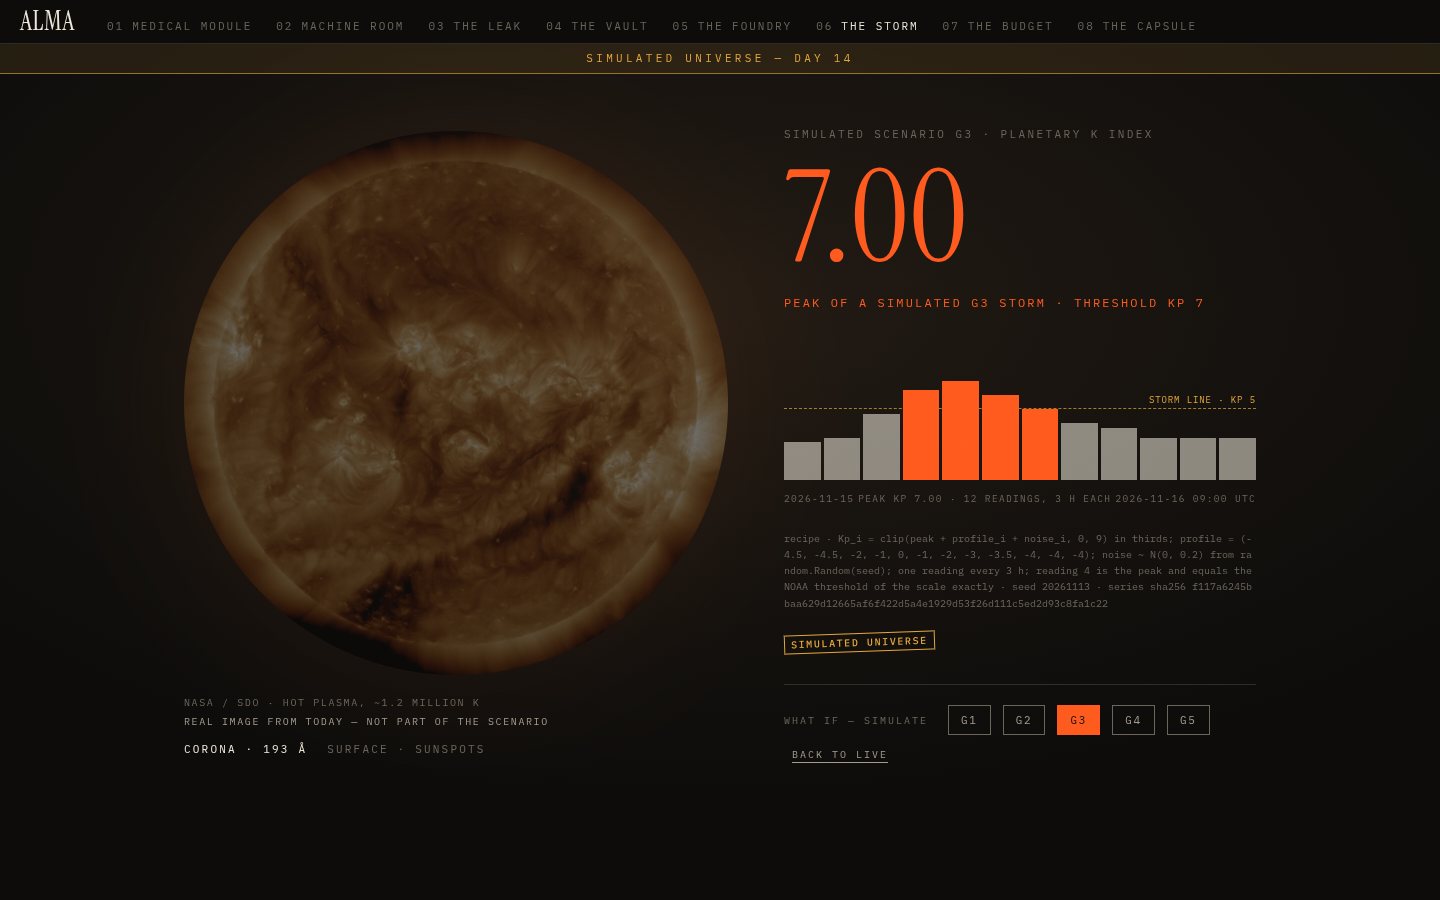 ALMA
01 MEDICAL MODULE 02 MACHINE ROOM 03 THE LEAK 04 THE VAULT 05 THE FOUNDRY 06 THE STORM 07 THE BUDGET 08 THE CAPSULE
SIMULATED UNIVERSE — DAY 14
SIMULATED SCENARIO G3 · PLANETARY K INDEX
7.00
PEAK OF A SIMULATED G3 STORM · THRESHOLD KP 7
STORM LINE · KP 5
2026-11-15 PEAK KP 7.00 · 12 READINGS, 3 H EACH 2026-11-16 09:00 UTC
recipe · Kp_i = clip(peak + profile_i + noise_i, 0, 9) in thirds; profile = (-
4.5, -4.5, -2, -1, 0, -1, -2, -3, -3.5, -4, -4, -4); noise ~ N(0, 0.2) from ra
ndom.Random(seed); one reading every 3 h; reading 4 is the peak and equals the
NOAA threshold of the scale exactly · seed 20261113 · series sha256 f117a6245b
baa629d12665af6f422d5a4e1929d53f26d111c5ed2d93c8fa1c22
SIMULATED UNIVERSE
WHAT IF — SIMULATE G1 G2 G3 G4 G5
BACK TO LIVE
NASA / SDO · HOT PLASMA, ~1.2 MILLION K
REAL IMAGE FROM TODAY — NOT PART OF THE SCENARIO
CORONA · 193 Å SURFACE · SUNSPOTS